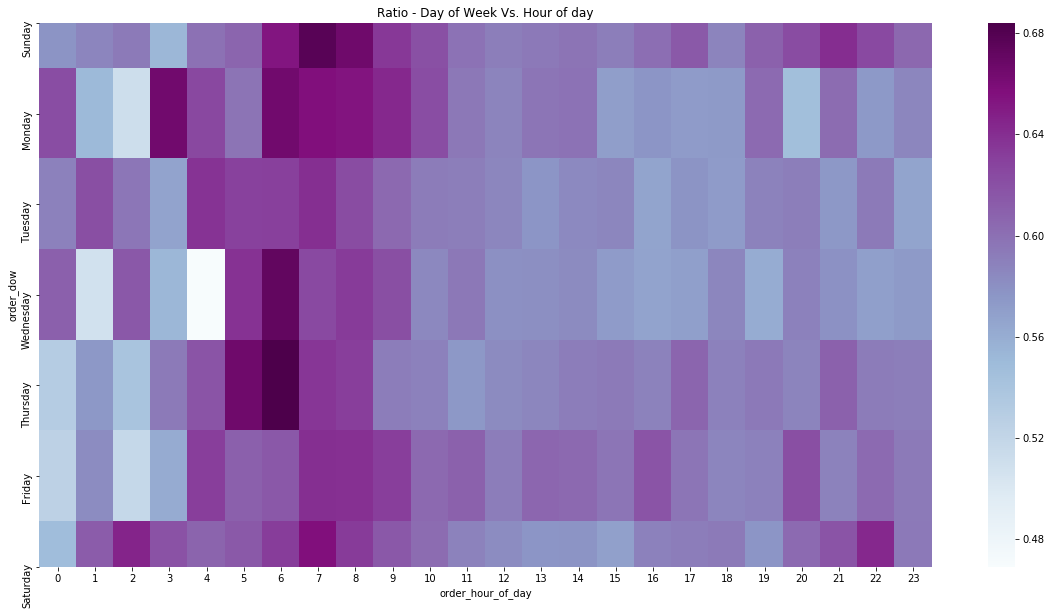 Ratio - Day of Week Vs. Hour of day
order_dow
Sunday
Monday
Tuesday
Wednesday
Thursday
Friday
Saturday
0 1 2 3 4 5 6 7 8 9 10 11 12 13 14 15 16 17 18 19 20 21 22 23
order_hour_of_day
0.68
0.64
0.60
0.56
0.52
0.48